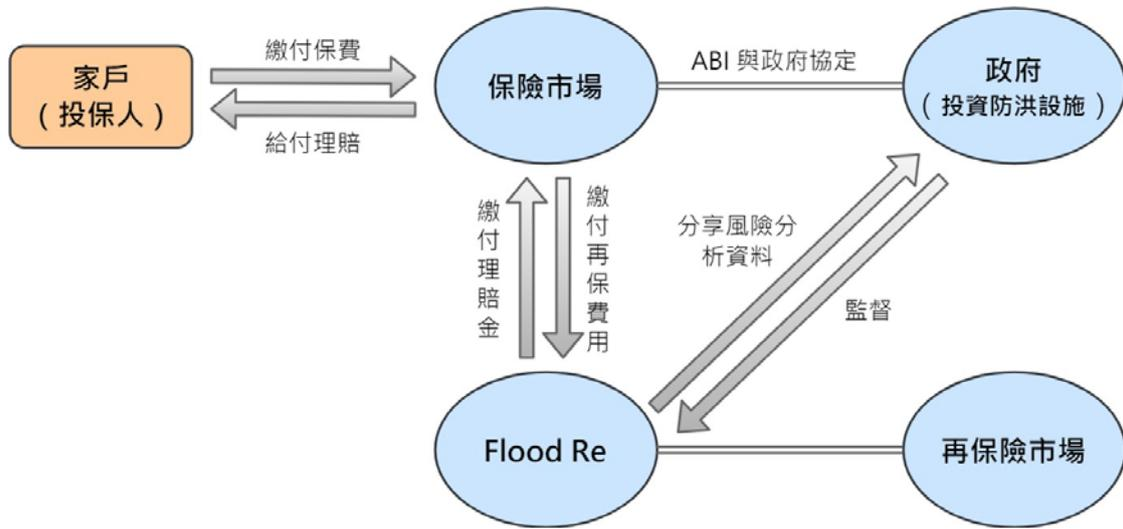 家戶
（投保人）
繳付保費
給付理賠
保險市場
ABI 與政府協定
政府
（投資防洪設施）
繳付理賠金
繳付再保費用
分享風險分
析資料
監督
Flood Re
再保險市場